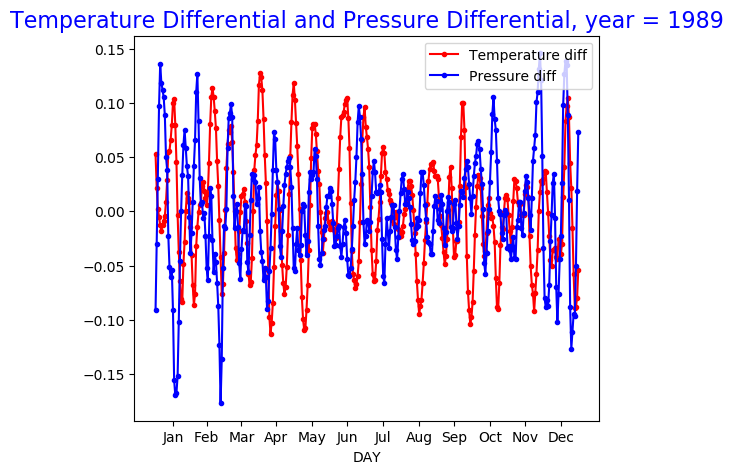 Temperature Differential and Pressure Differential, year = 1989
Temperature diff
Pressure diff
0.15
0.10
0.05
0.00
−0.05
−0.10
−0.15
Jan Feb Mar Apr May Jun Jul Aug Sep Oct Nov Dec
DAY